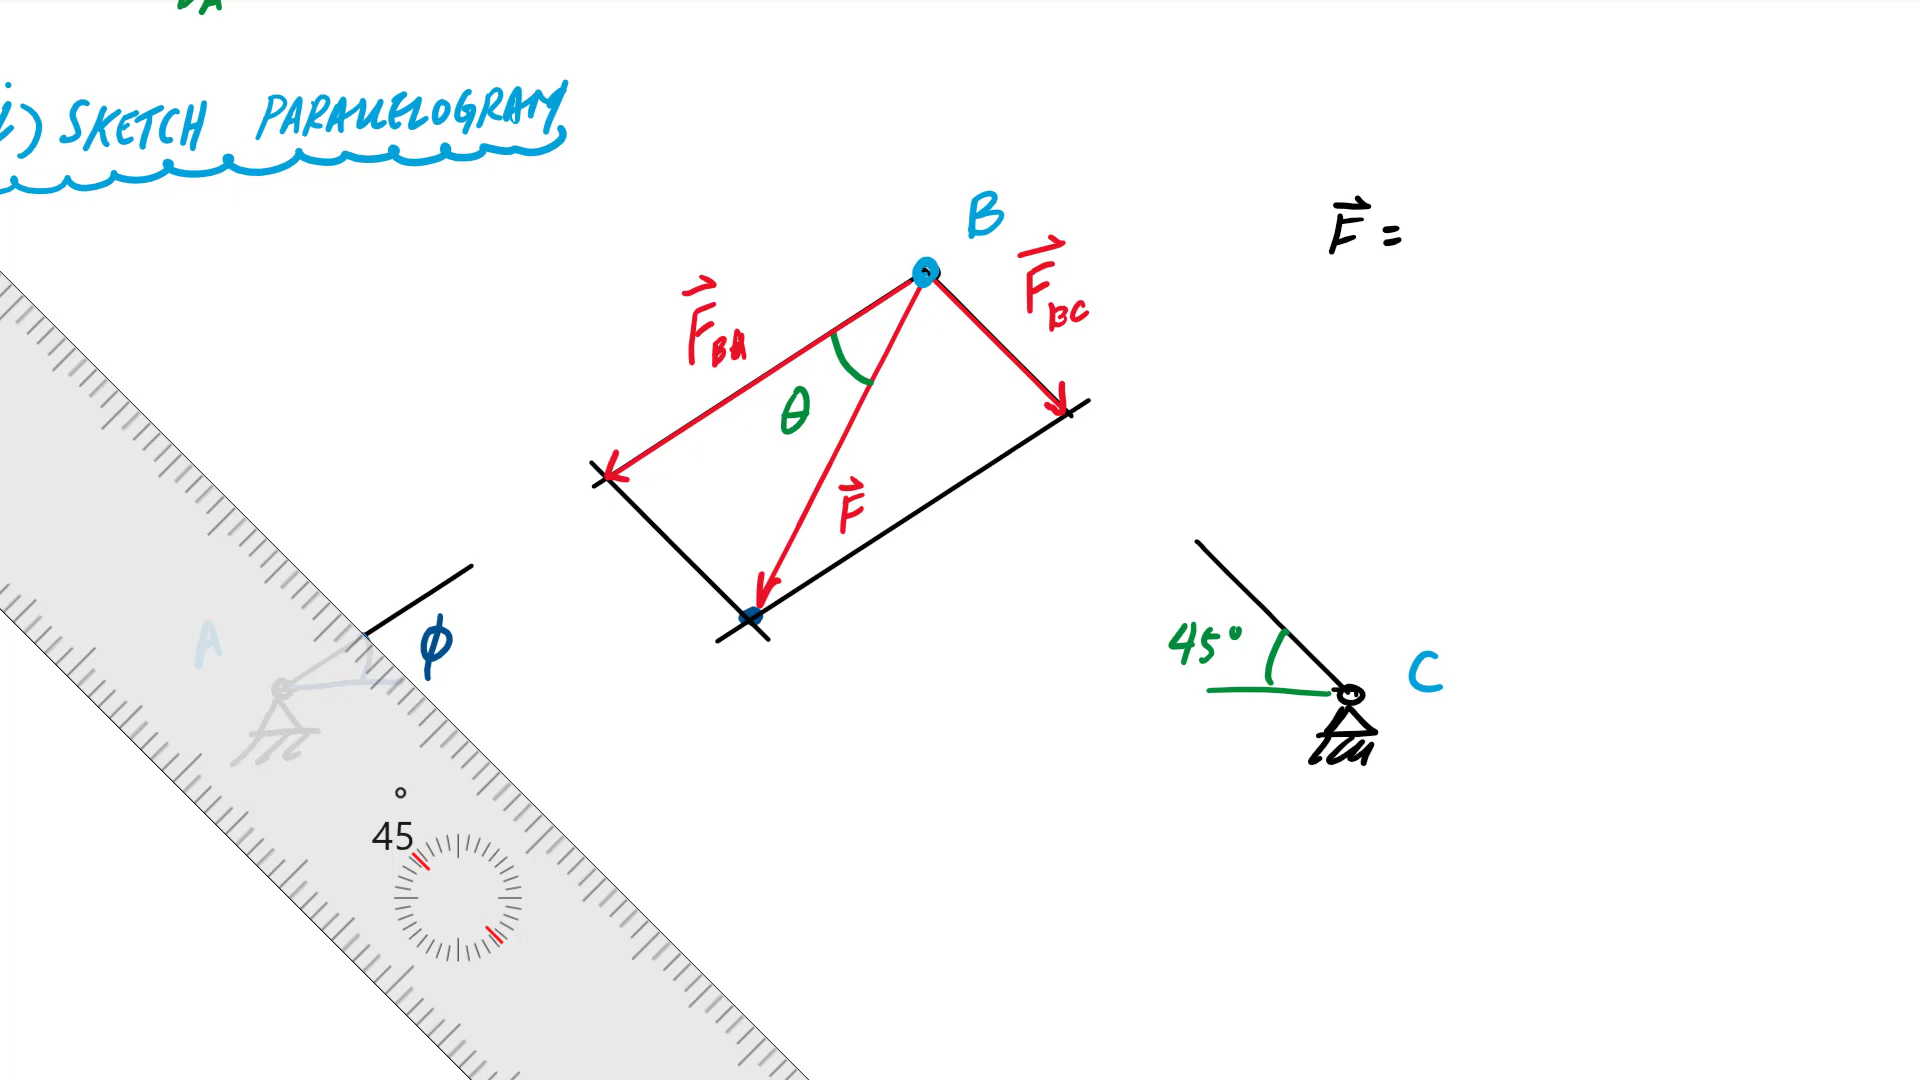 i) SKETCH PARALLELOGRAM
B
F =
F BC
F BA
θ
F
A
ϕ
45°
C
45